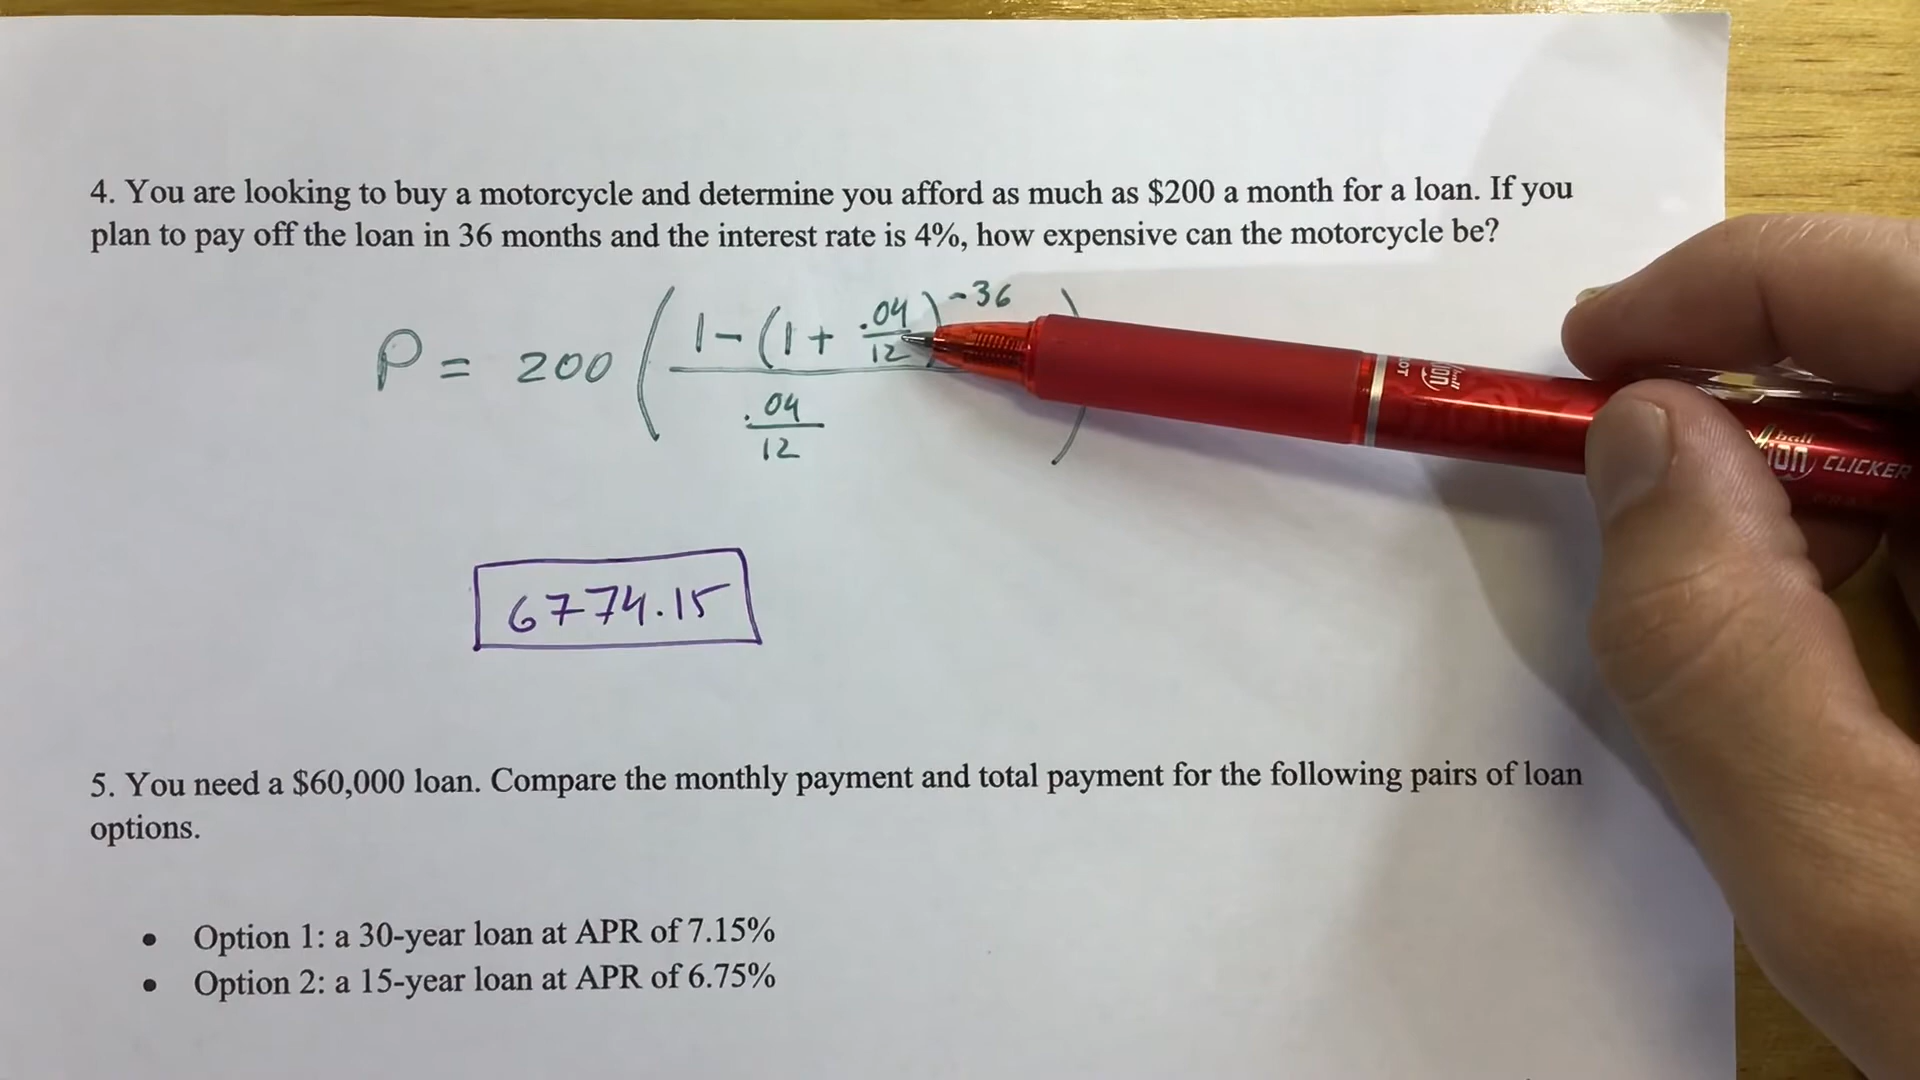 4. You are looking to buy a motorcycle and determine you afford as much as $200 a month for a loan. If you
plan to pay off the loan in 36 months and the interest rate is 4%, how expensive can the motorcycle be?
P = 200 ( 1 - (1 + .04/12)^-36 / .04/12 )
CLICKER
6774.15
5. You need a $60,000 loan. Compare the monthly payment and total payment for the following pairs of loan
options.
• Option 1: a 30-year loan at APR of 7.15%
• Option 2: a 15-year loan at APR of 6.75%